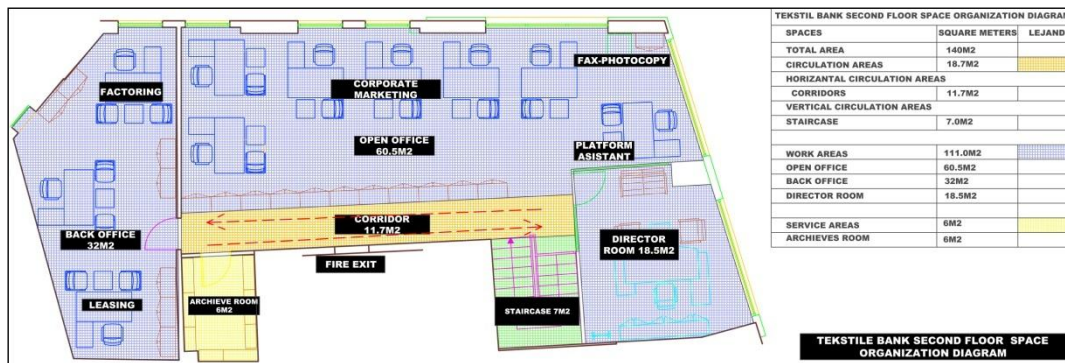 FACTORING
CORPORATE
MARKETING
FAX-PHOTOCOPY
OPEN OFFICE
60.5M2
PLATFORM
ASISTANT
BACK OFFICE
32M2
CORRIDOR
11.7M2
DIRECTOR
ROOM 18.5M2
FIRE EXIT
LEASING
ARCHIEVE ROOM
6M2
STAIRCASE 7M2
TEKSTIL BANK SECOND FLOOR SPACE ORGANIZATION DIAGRAM
SPACES SQUARE METERS LEJAND
TOTAL AREA 140M2
CIRCULATION AREAS 18.7M2
HORIZANTAL CIRCULATION AREAS
CORRIDORS 11.7M2
VERTICAL CIRCULATION AREAS
STAIRCASE 7.0M2
WORK AREAS 111.0M2
OPEN OFFICE 60.5M2
BACK OFFICE 32M2
DIRECTOR ROOM 18.5M2
SERVICE AREAS 6M2
ARCHIEVES ROOM 6M2
TEKSTILE BANK SECOND FLOOR SPACE
ORGANIZATION DIAGRAM